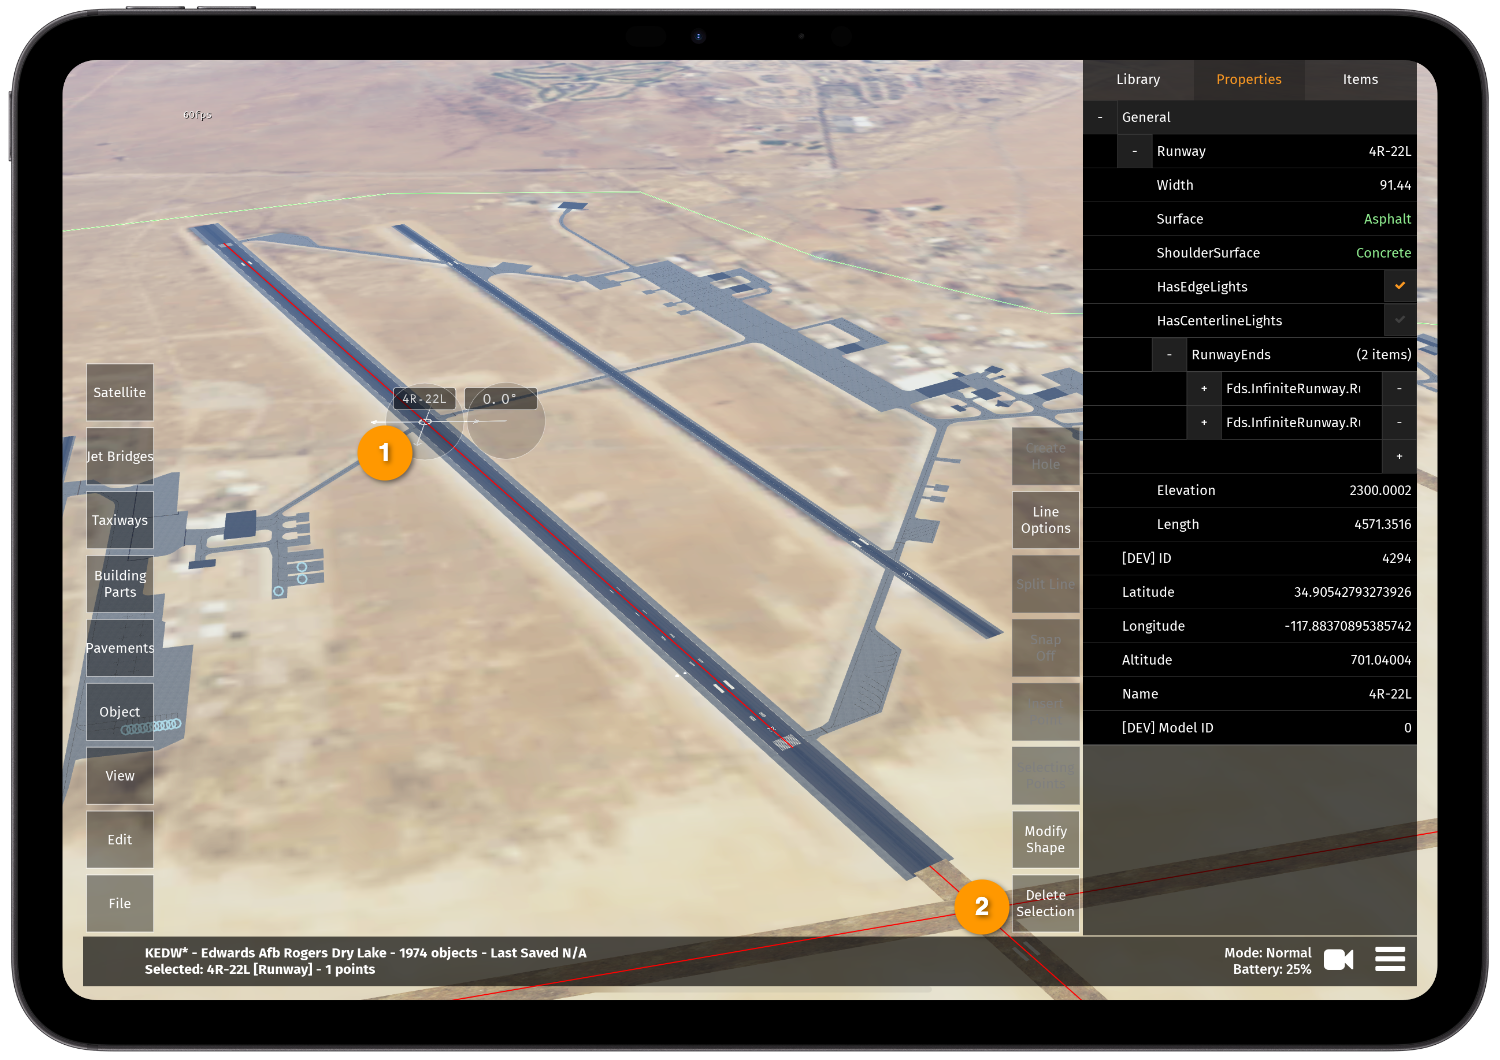 60fps
Library
Properties
Items
- General
- Runway 4R-22L
Width 91.44
Surface Asphalt
ShoulderSurface Concrete
HasEdgeLights
HasCenterlineLights
- RunwayEnds (2 items)
+ Fds.InfiniteRunway.Ru -
+ Fds.InfiniteRunway.Ru -
+
Elevation 2300.0002
Length 4571.3516
[DEV] ID 4294
Latitude 34.90542793273926
Longitude -117.88370895385742
Altitude 701.04004
Name 4R-22L
[DEV] Model ID 0
4R-22L
0.0°
1
2
Satellite
Jet Bridges
Taxiways
Building
Parts
Pavements
Object
View
Edit
File
Create
Hole
Line
Options
Split Line
Snap
Off
Points
Modify
Shape
Delete
Selection
KEDW* - Edwards Afb Rogers Dry Lake - 1974 objects - Last Saved N/A
Selected: 4R-22L [Runway] - 1 points
Mode: Normal
Battery: 25%